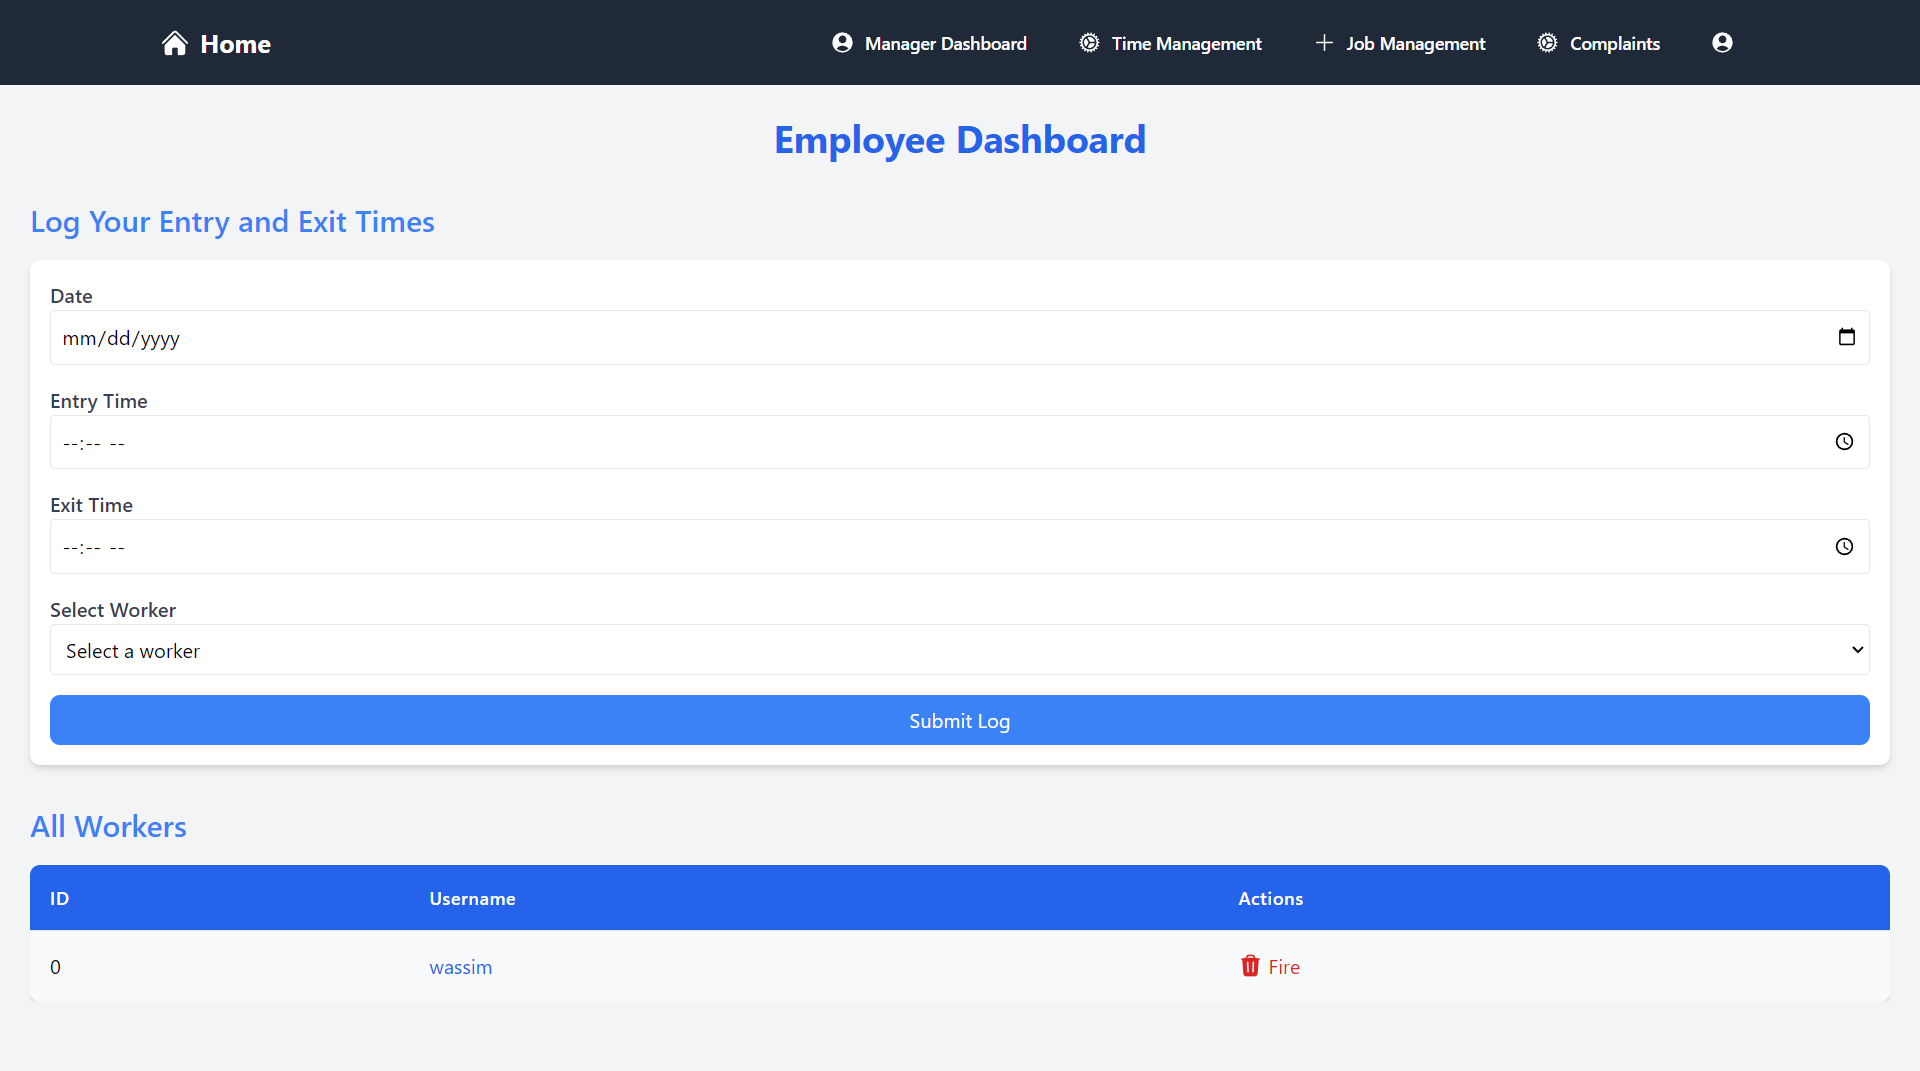 Home
Manager Dashboard
Time Management
Job Management
Complaints
Employee Dashboard
Log Your Entry and Exit Times
Date
mm/dd/yyyy
Entry Time
--:-- --
Exit Time
--:-- --
Select Worker
Select a worker
Submit Log
All Workers
ID Username Actions
0 wassim Fire